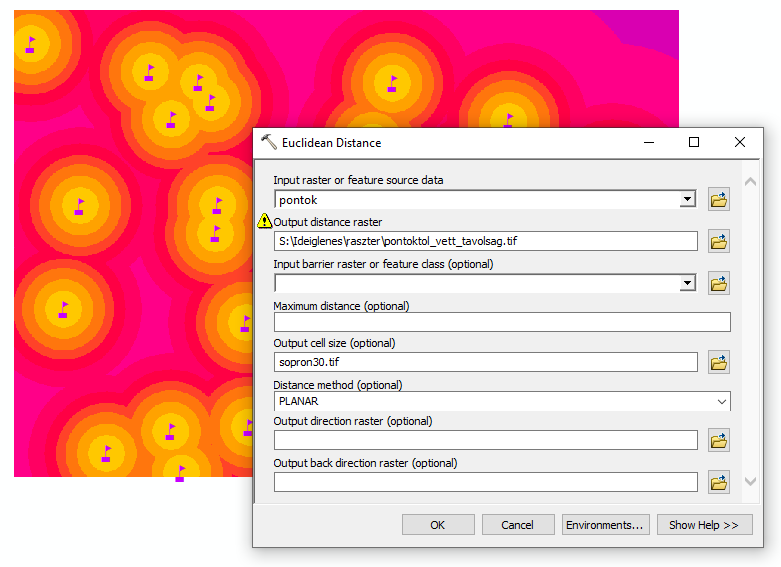 Euclidean Distance
Input raster or feature source data
pontok
Output distance raster
S:\Ideiglenes\raszter\pontoktol_vett_tavolsag.tif
Input barrier raster or feature class (optional)
Maximum distance (optional)
Output cell size (optional)
sopron30.tif
Distance method (optional)
PLANAR
Output direction raster (optional)
Output back direction raster (optional)
OK Cancel Environments... Show Help >>